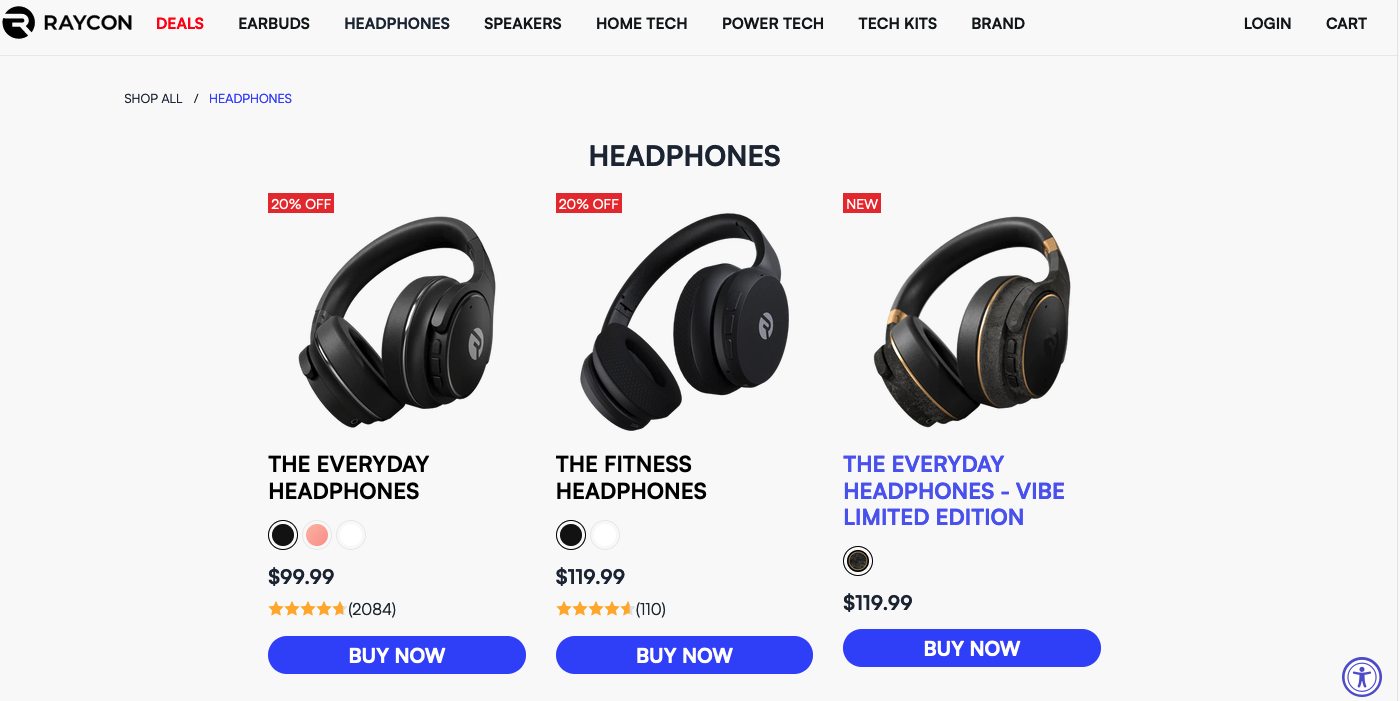 RAYCON DEALS EARBUDS HEADPHONES SPEAKERS HOME TECH POWER TECH TECH KITS BRAND LOGIN CART
SHOP ALL / HEADPHONES
HEADPHONES
20% OFF
THE EVERYDAY
HEADPHONES
$99.99
(2084)
BUY NOW
20% OFF
THE FITNESS
HEADPHONES
$119.99
(110)
BUY NOW
NEW
THE EVERYDAY
HEADPHONES - VIBE
LIMITED EDITION
$119.99
BUY NOW